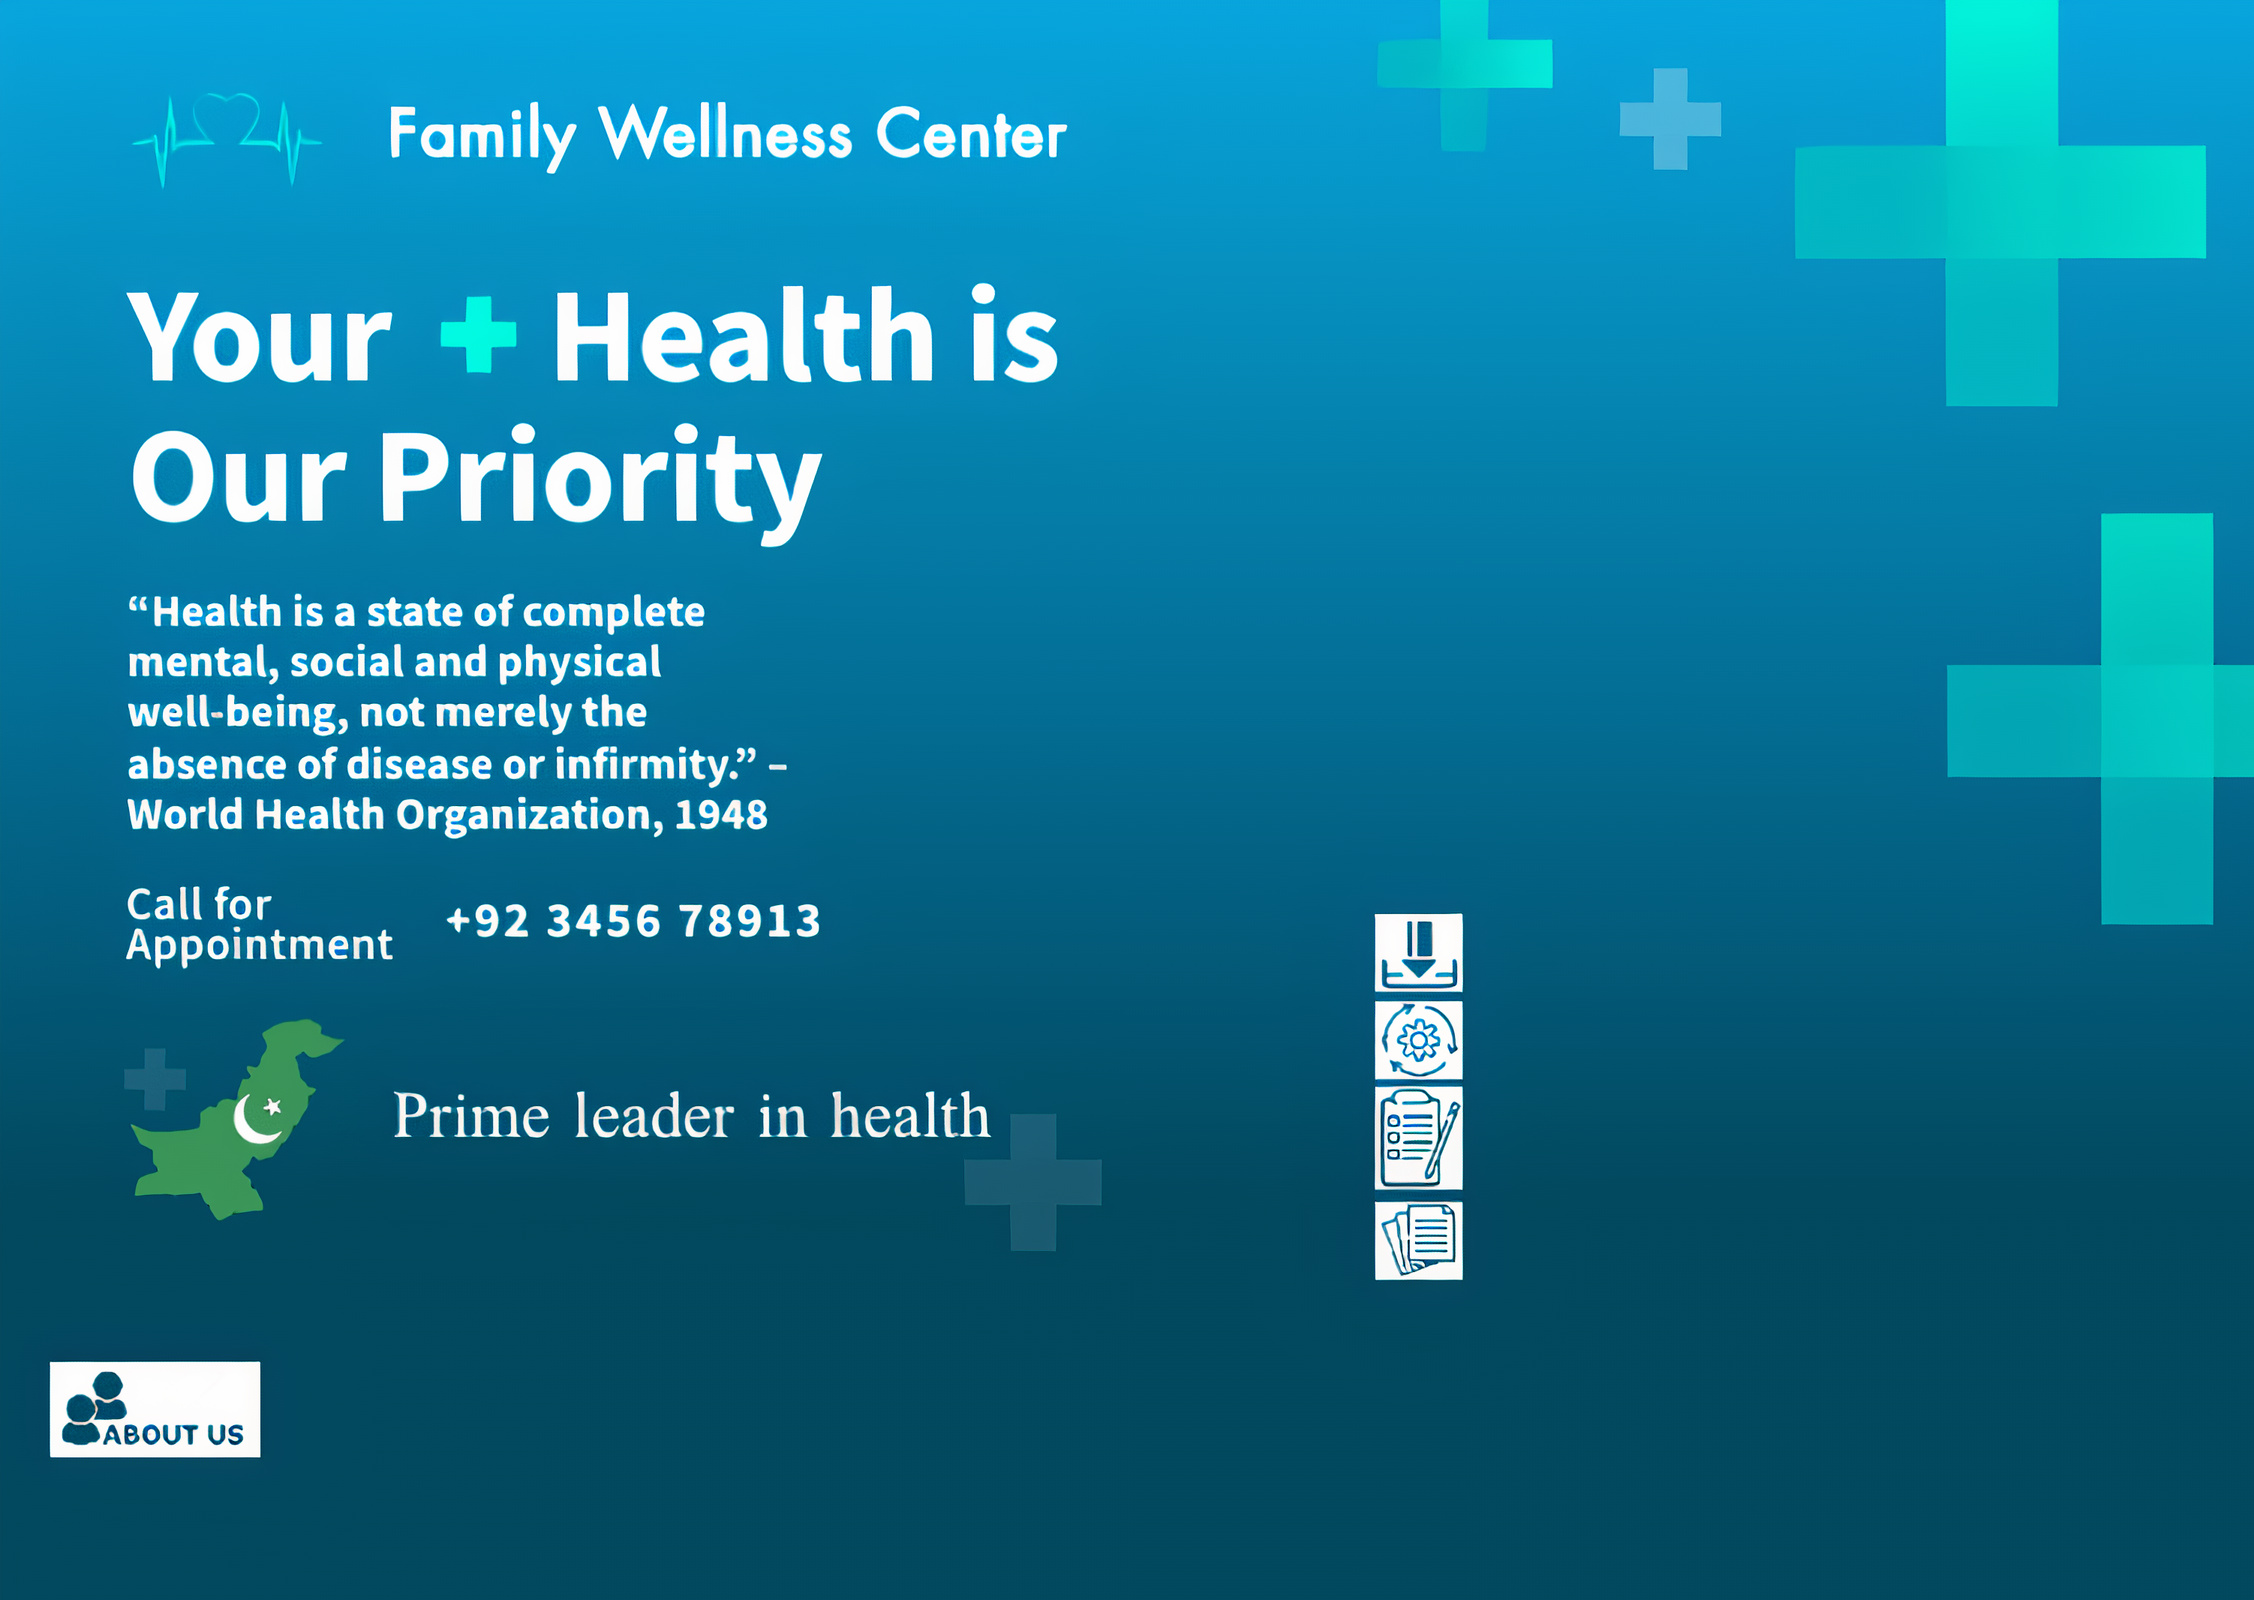 Family Wellness Center
Your + Health is
Our Priority
“Health is a state of complete
mental, social and physical
well-being, not merely the
absence of disease or infirmity.” –
World Health Organization, 1948
Call for
Appointment
+92 3456 78913
Prime leader in health
ABOUT US